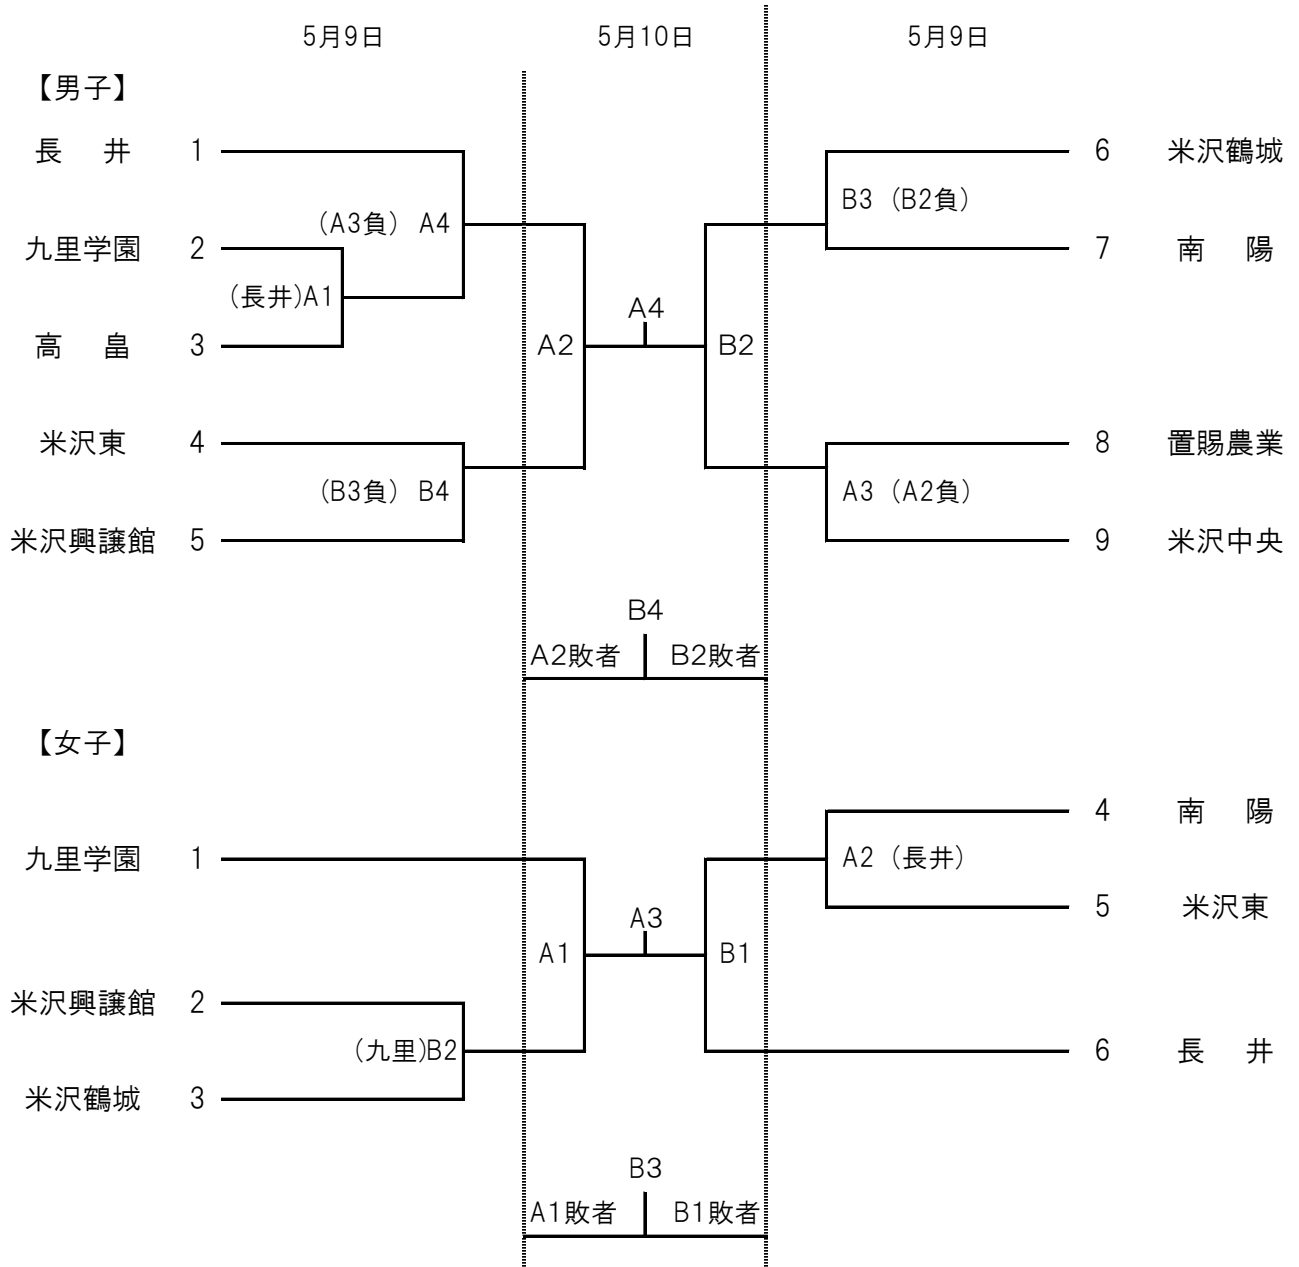 5月9日 5月10日 5月9日
【男子】
長 井 1 6 米沢鶴城
B3 (B2負)
(A3負) A4
九里学園 2 7 南 陽
(長井)A1
A4
高 畠 3 A2 B2
米沢東 4 8 置賜農業
(B3負) B4 A3 (A2負)
米沢興譲館 5 9 米沢中央
B4
A2敗者 B2敗者
【女子】
4 南 陽
九里学園 1 A2 (長井)
5 米沢東
A3
A1 B1
米沢興譲館 2
(九里)B2 6 長 井
米沢鶴城 3
B3
A1敗者 B1敗者